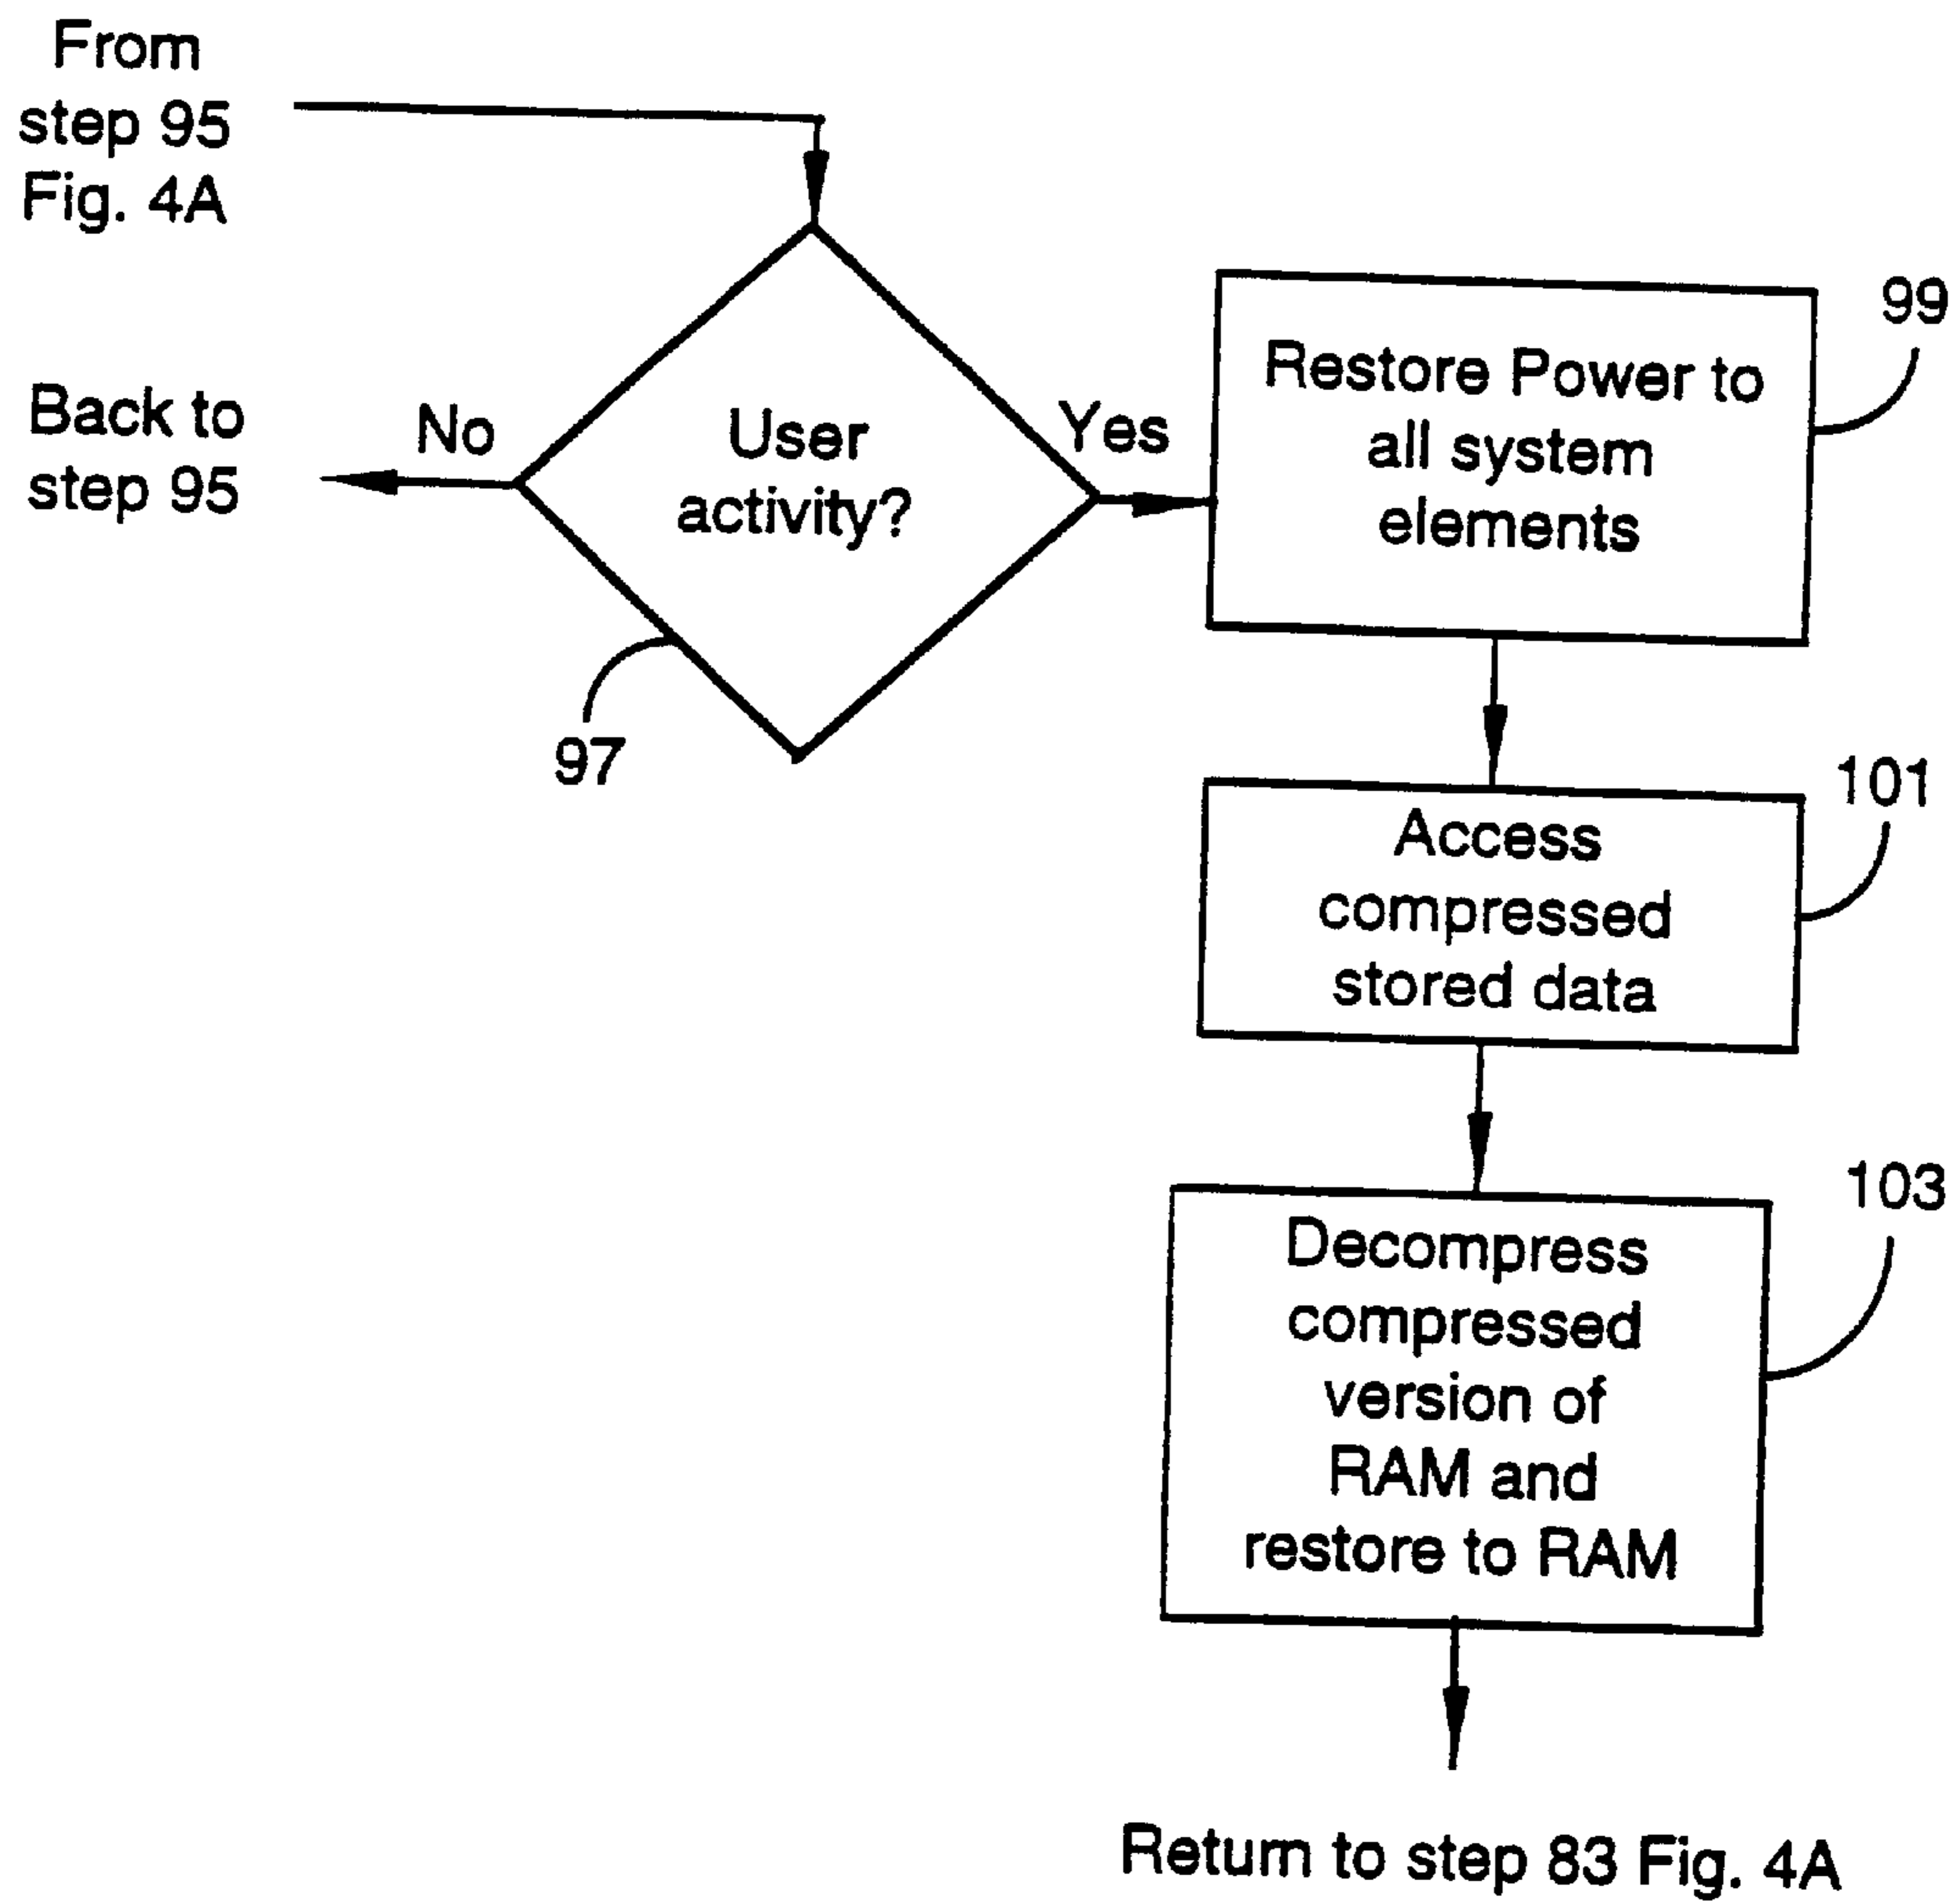 From
step 95
Fig. 4A
Back to
step 95
No
User
activity?
Yes
97
Restore Power to
all system
elements
99
Access
compressed
stored data
101
Decompress
compressed
version of
RAM and
restore to RAM
103
Return to step 83 Fig. 4A